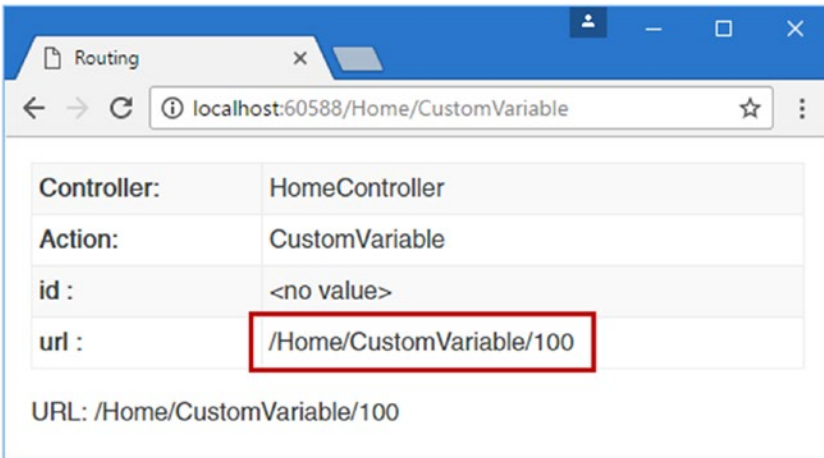 Routing
localhost:60588/Home/CustomVariable
Controller: HomeController
Action: CustomVariable
id : <no value>
url : /Home/CustomVariable/100
URL: /Home/CustomVariable/100